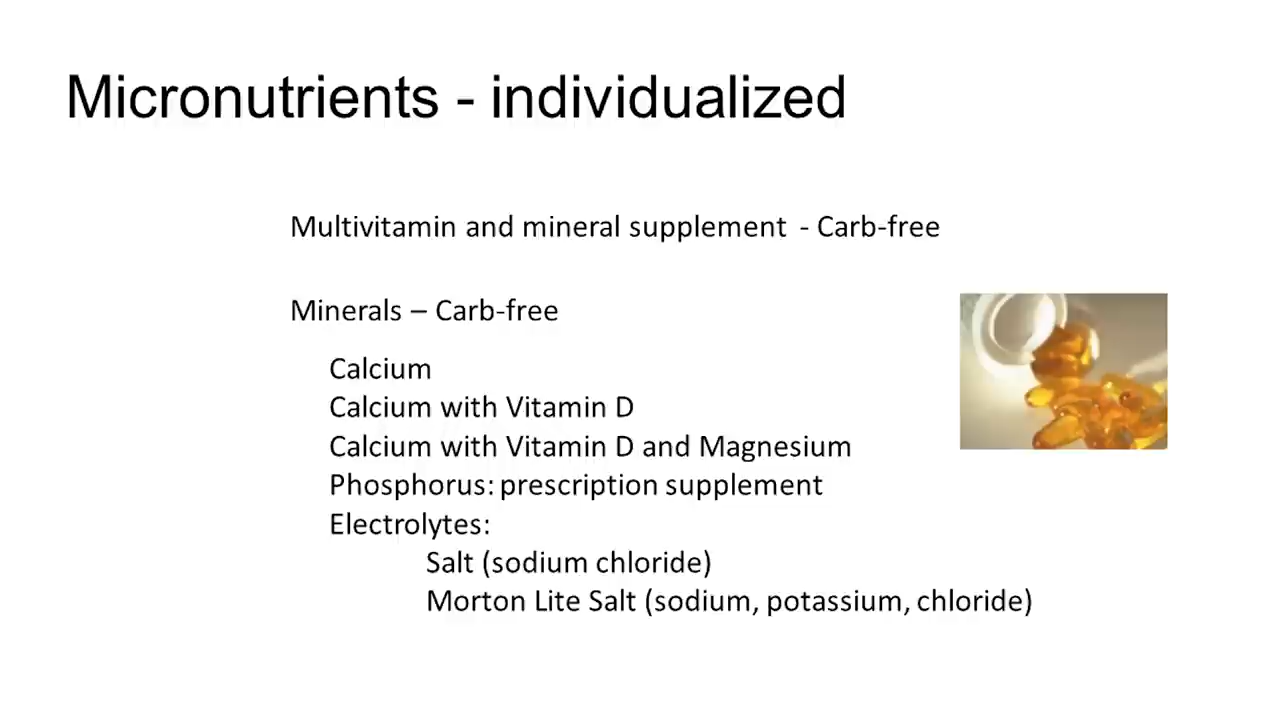 Micronutrients - individualized
Multivitamin and mineral supplement - Carb-free
Minerals – Carb-free
Calcium
Calcium with Vitamin D
Calcium with Vitamin D and Magnesium
Phosphorus: prescription supplement
Electrolytes:
Salt (sodium chloride)
Morton Lite Salt (sodium, potassium, chloride)